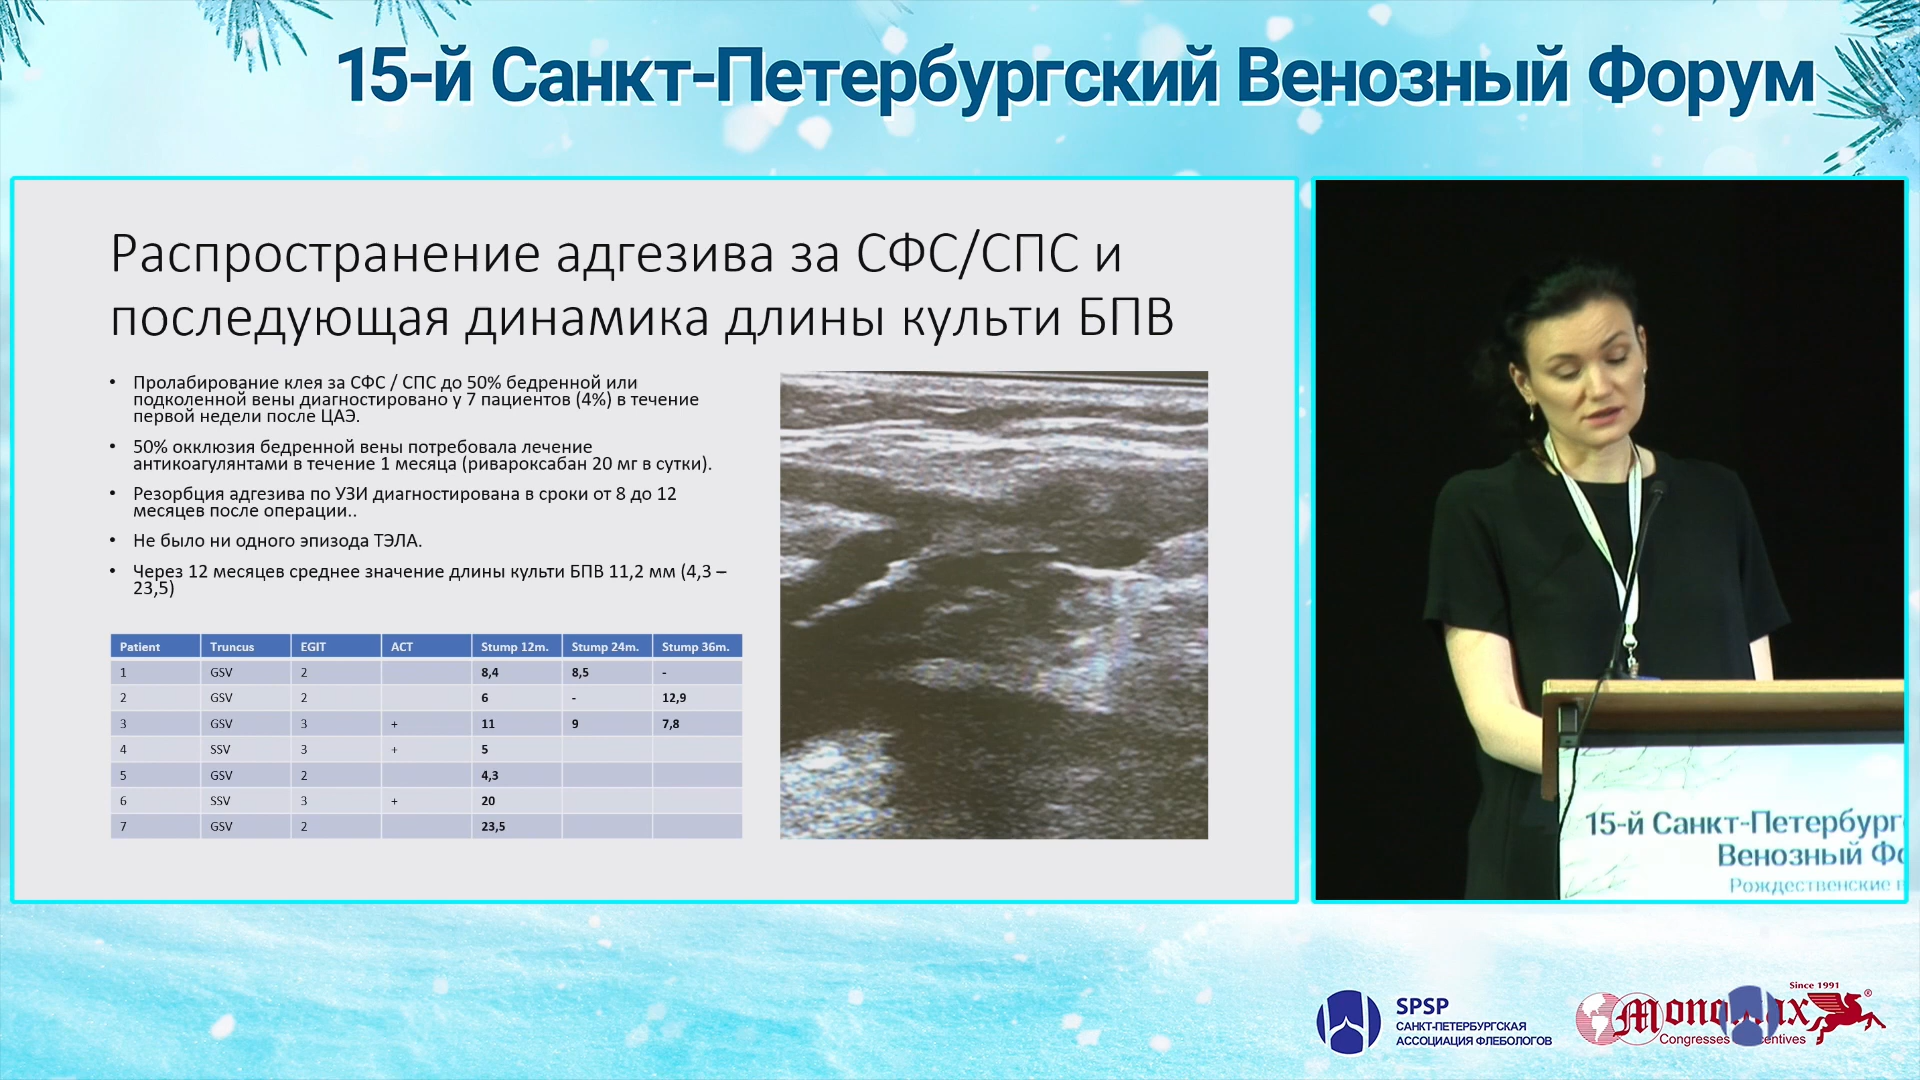 15-й Санкт-Петербургский Венозный Форум
Распространение адгезива за СФС/СПС и
последующая динамика длины культи БПВ
• Пролабирование клея за СФС / СПС до 50% бедренной или
подколенной вены диагностировано у 7 пациентов (4%) в течение
первой недели после ЦАЭ.
• 50% окклюзия бедренной вены потребовала лечение
антикоагулянтами в течение 1 месяца (ривароксабан 20 мг в сутки).
• Резорбция адгезива по УЗИ диагностирована в сроки от 8 до 12
месяцев после операции..
• Не было ни одного эпизода ТЭЛА.
• Через 12 месяцев среднее значение длины культи БПВ 11,2 мм (4,3 –
23,5)
Patient Truncus EGIT ACT Stump 12m. Stump 24m. Stump 36m.
1 GSV 2 8,4 8,5 -
2 GSV 2 6 - 12,9
3 GSV 3 + 11 9 7,8
4 SSV 3 + 5
5 GSV 2 4,3
6 SSV 3 + 20
7 GSV 2 23,5
15-й Санкт-Петербург
Венозный Фо
Рождественские в
SPSP
САНКТ-ПЕТЕРБУРГСКАЯ
АССОЦИАЦИЯ ФЛЕБОЛОГОВ
Since 1991
Congresses